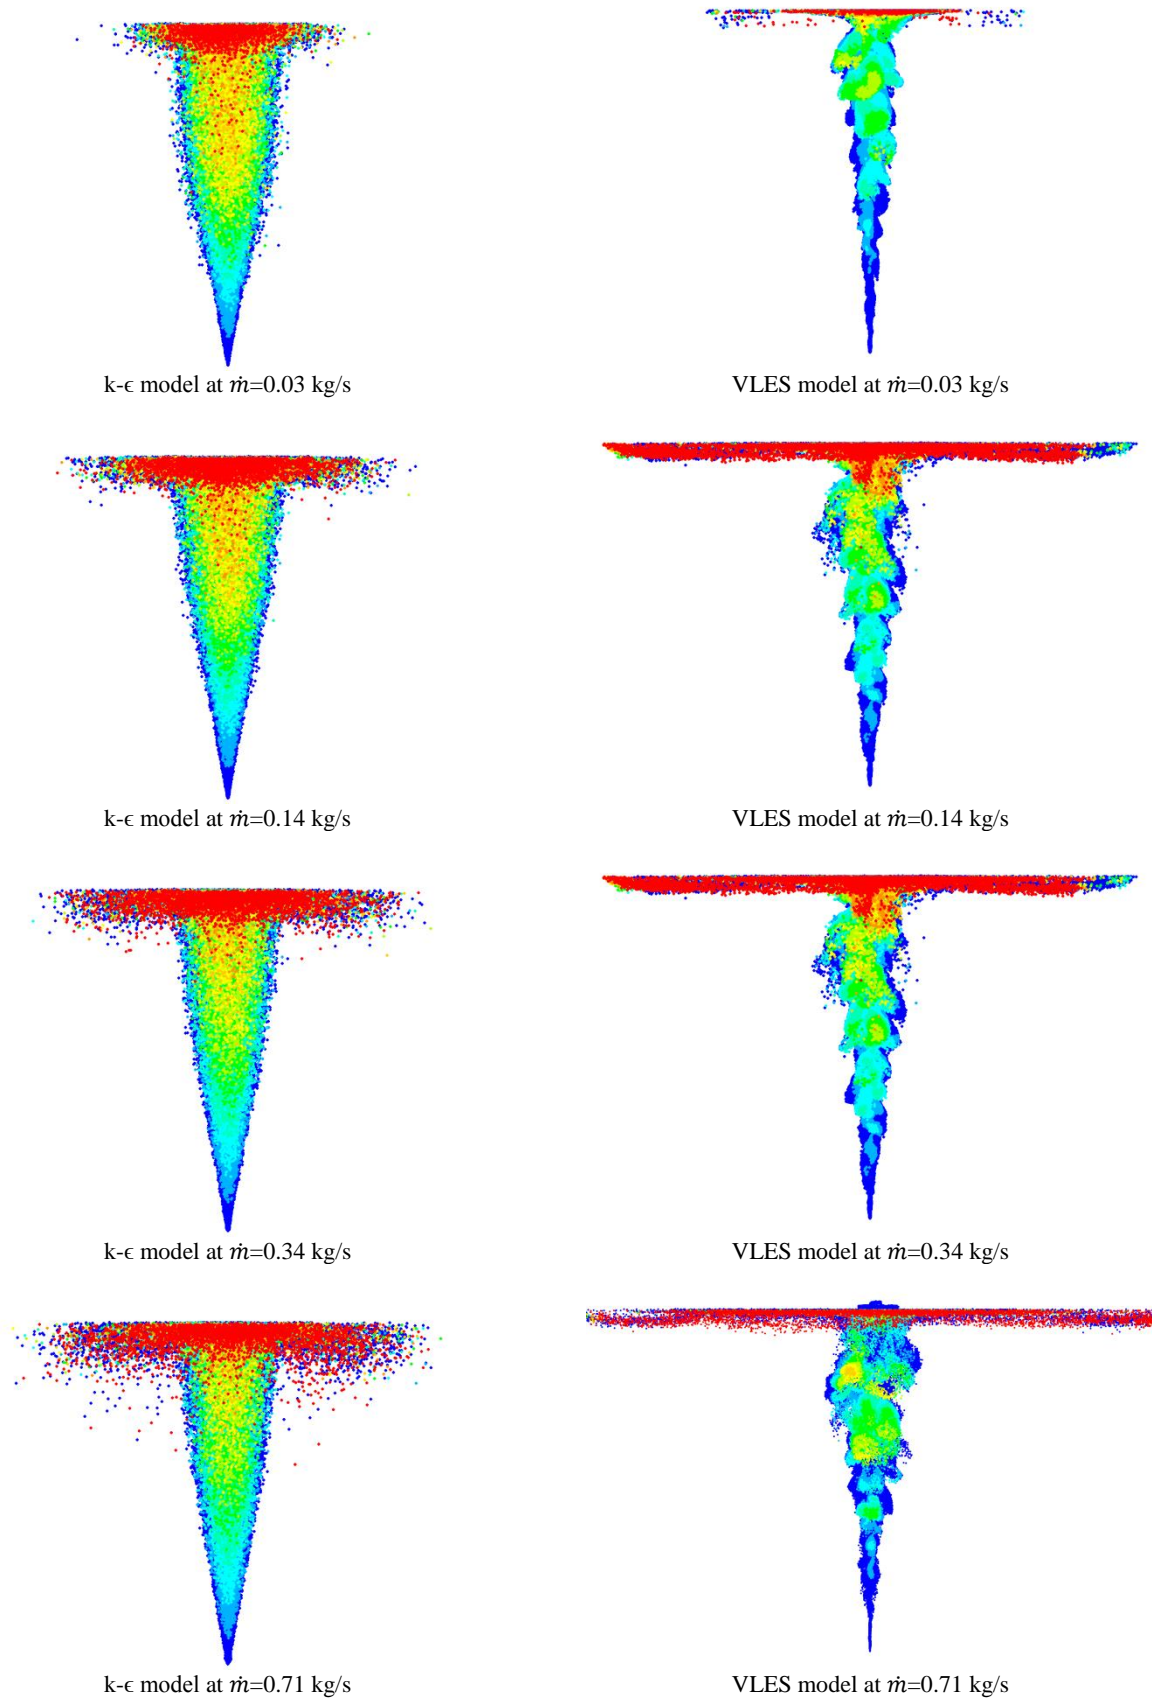 k-ϵ model at ṁ=0.03 kg/s
VLES model at ṁ=0.03 kg/s
k-ϵ model at ṁ=0.14 kg/s
VLES model at ṁ=0.14 kg/s
k-ϵ model at ṁ=0.34 kg/s
VLES model at ṁ=0.34 kg/s
k-ϵ model at ṁ=0.71 kg/s
VLES model at ṁ=0.71 kg/s